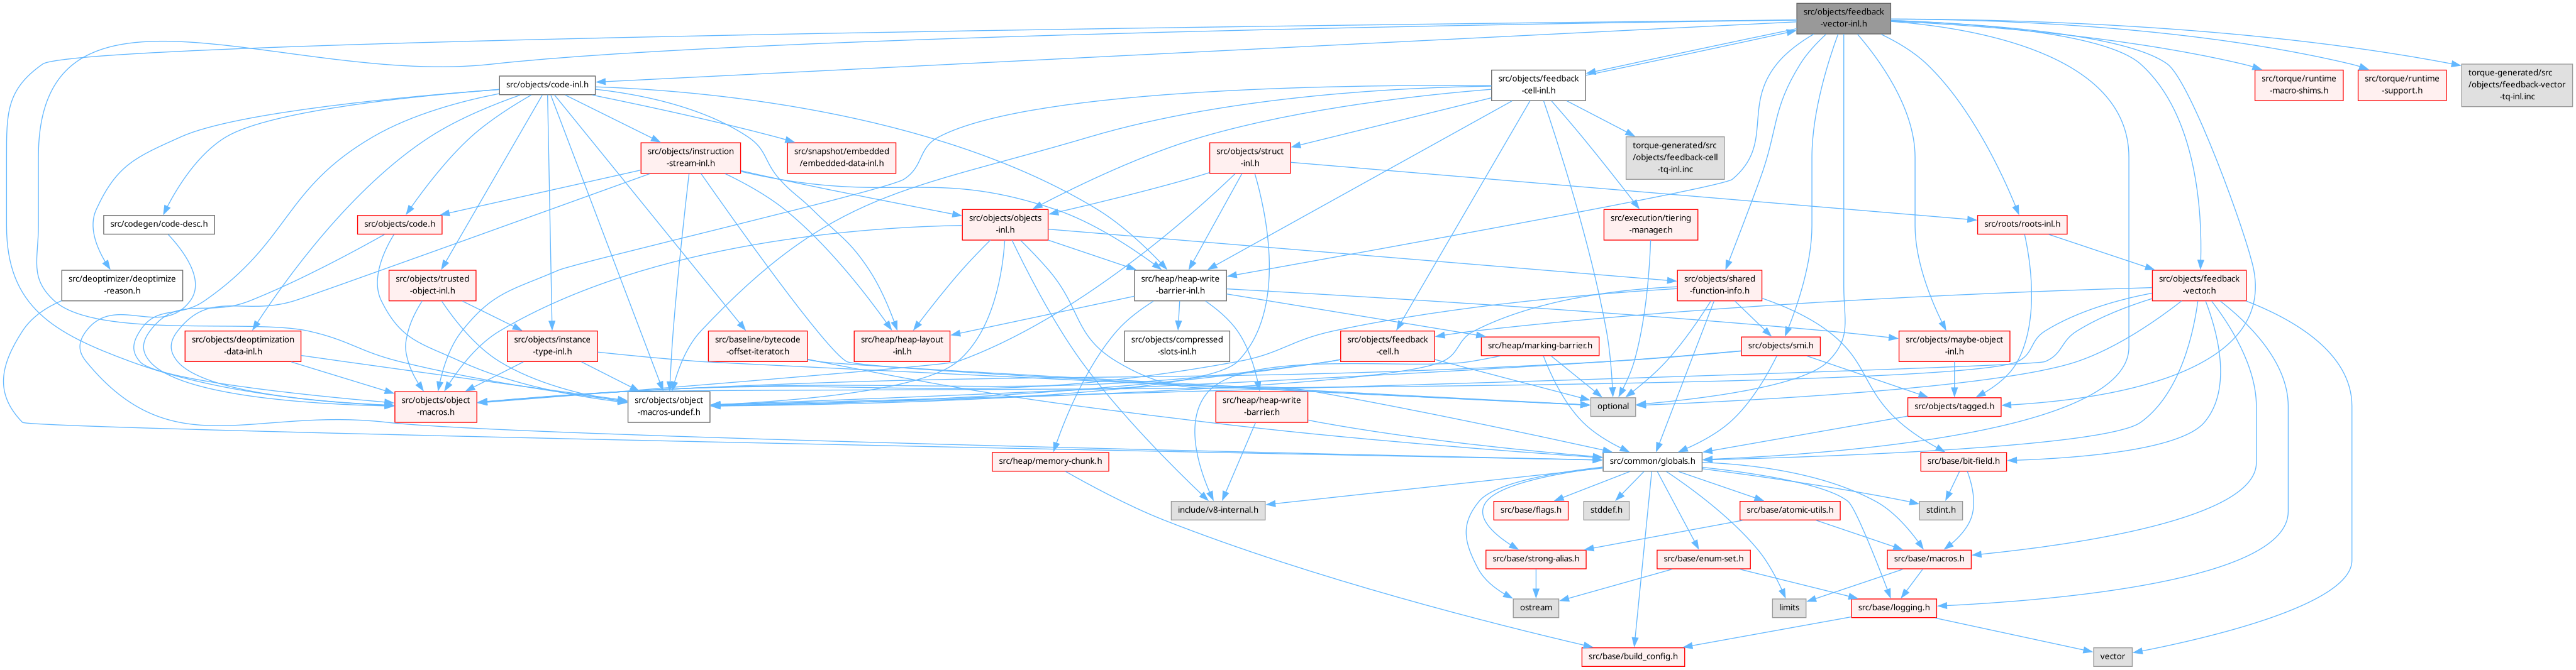 src/objects/feedback
-vector-inl.h
src/objects/code-inl.h
src/objects/feedback
-cell-inl.h
src/torque/runtime
-macro-shims.h
src/torque/runtime
-support.h
torque-generated/src
/objects/feedback-vector
-tq-inl.inc
src/objects/instruction
-stream-inl.h
src/snapshot/embedded
/embedded-data-inl.h
src/objects/struct
-inl.h
torque-generated/src
/objects/feedback-cell
-tq-inl.inc
src/codegen/code-desc.h
src/objects/code.h
src/objects/objects
-inl.h
src/execution/tiering
-manager.h
src/roots/roots-inl.h
src/deoptimizer/deoptimize
-reason.h
src/objects/trusted
-object-inl.h
src/heap/heap-write
-barrier-inl.h
src/objects/shared
-function-info.h
src/objects/feedback
-vector.h
src/objects/deoptimization
-data-inl.h
src/objects/instance
-type-inl.h
src/baseline/bytecode
-offset-iterator.h
src/heap/heap-layout
-inl.h
src/objects/compressed
-slots-inl.h
src/objects/feedback
-cell.h
src/heap/marking-barrier.h
src/objects/smi.h
src/objects/maybe-object
-inl.h
src/objects/object
-macros.h
src/objects/object
-macros-undef.h
src/heap/heap-write
-barrier.h
optional
src/objects/tagged.h
src/heap/memory-chunk.h
src/common/globals.h
src/base/bit-field.h
include/v8-internal.h
src/base/flags.h
stddef.h
src/base/atomic-utils.h
stdint.h
src/base/strong-alias.h
src/base/enum-set.h
src/base/macros.h
ostream
limits
src/base/logging.h
src/base/build_config.h
vector